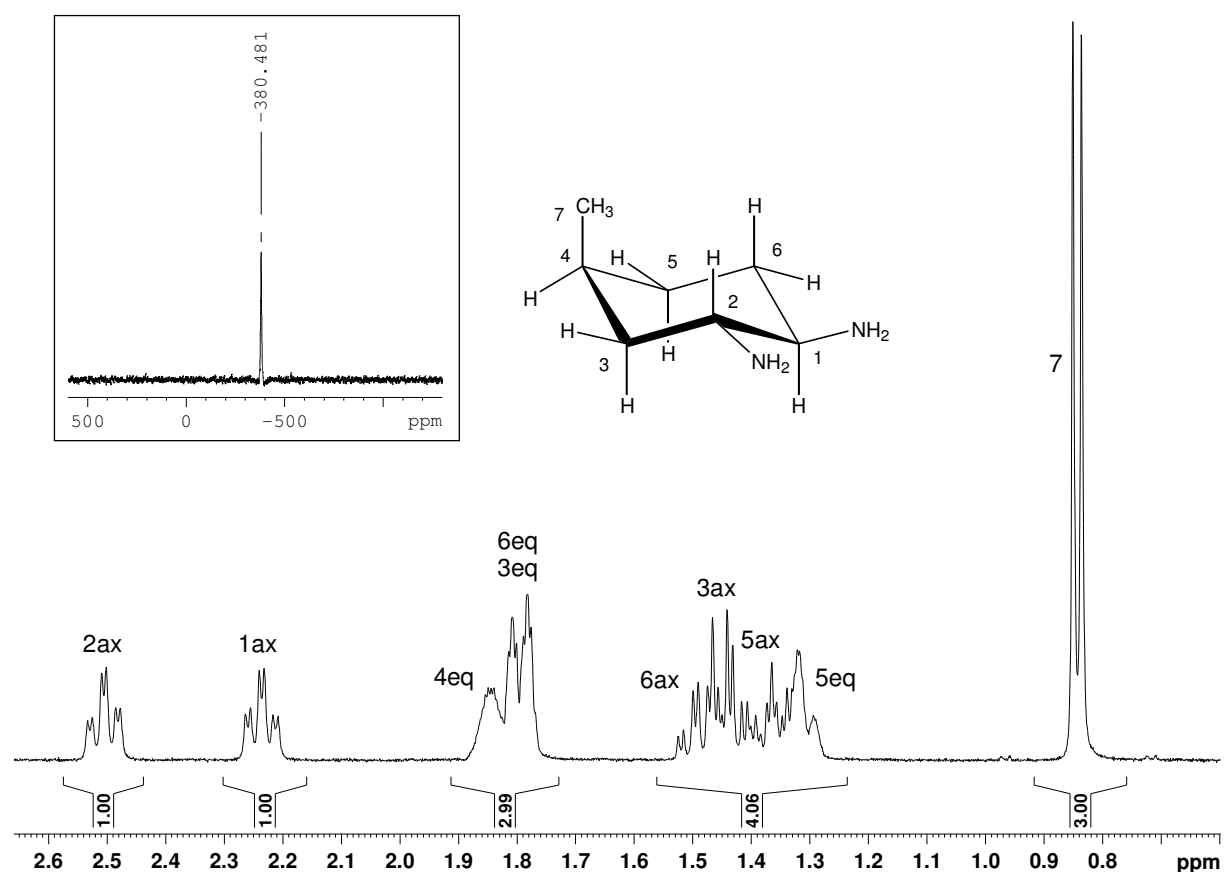 -380.481
500 0 -500 ppm
7 CH3 H
4 H 5 H 6
H H
2
H NH2
3 H NH2 1
H H
7
6eq
3eq
2ax 1ax 3ax
4eq 6ax 5ax 5eq
1.00 1.00 2.99 4.06 3.00
2.6 2.5 2.4 2.3 2.2 2.1 2.0 1.9 1.8 1.7 1.6 1.5 1.4 1.3 1.2 1.1 1.0 0.9 0.8 ppm